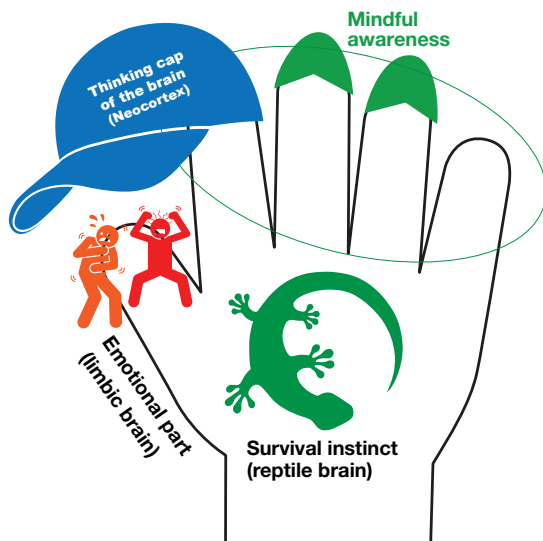 Mindful
awareness
Thinking cap
of the brain
(Neocortex)
Emotional part
(limbic brain)
Survival instinct
(reptile brain)